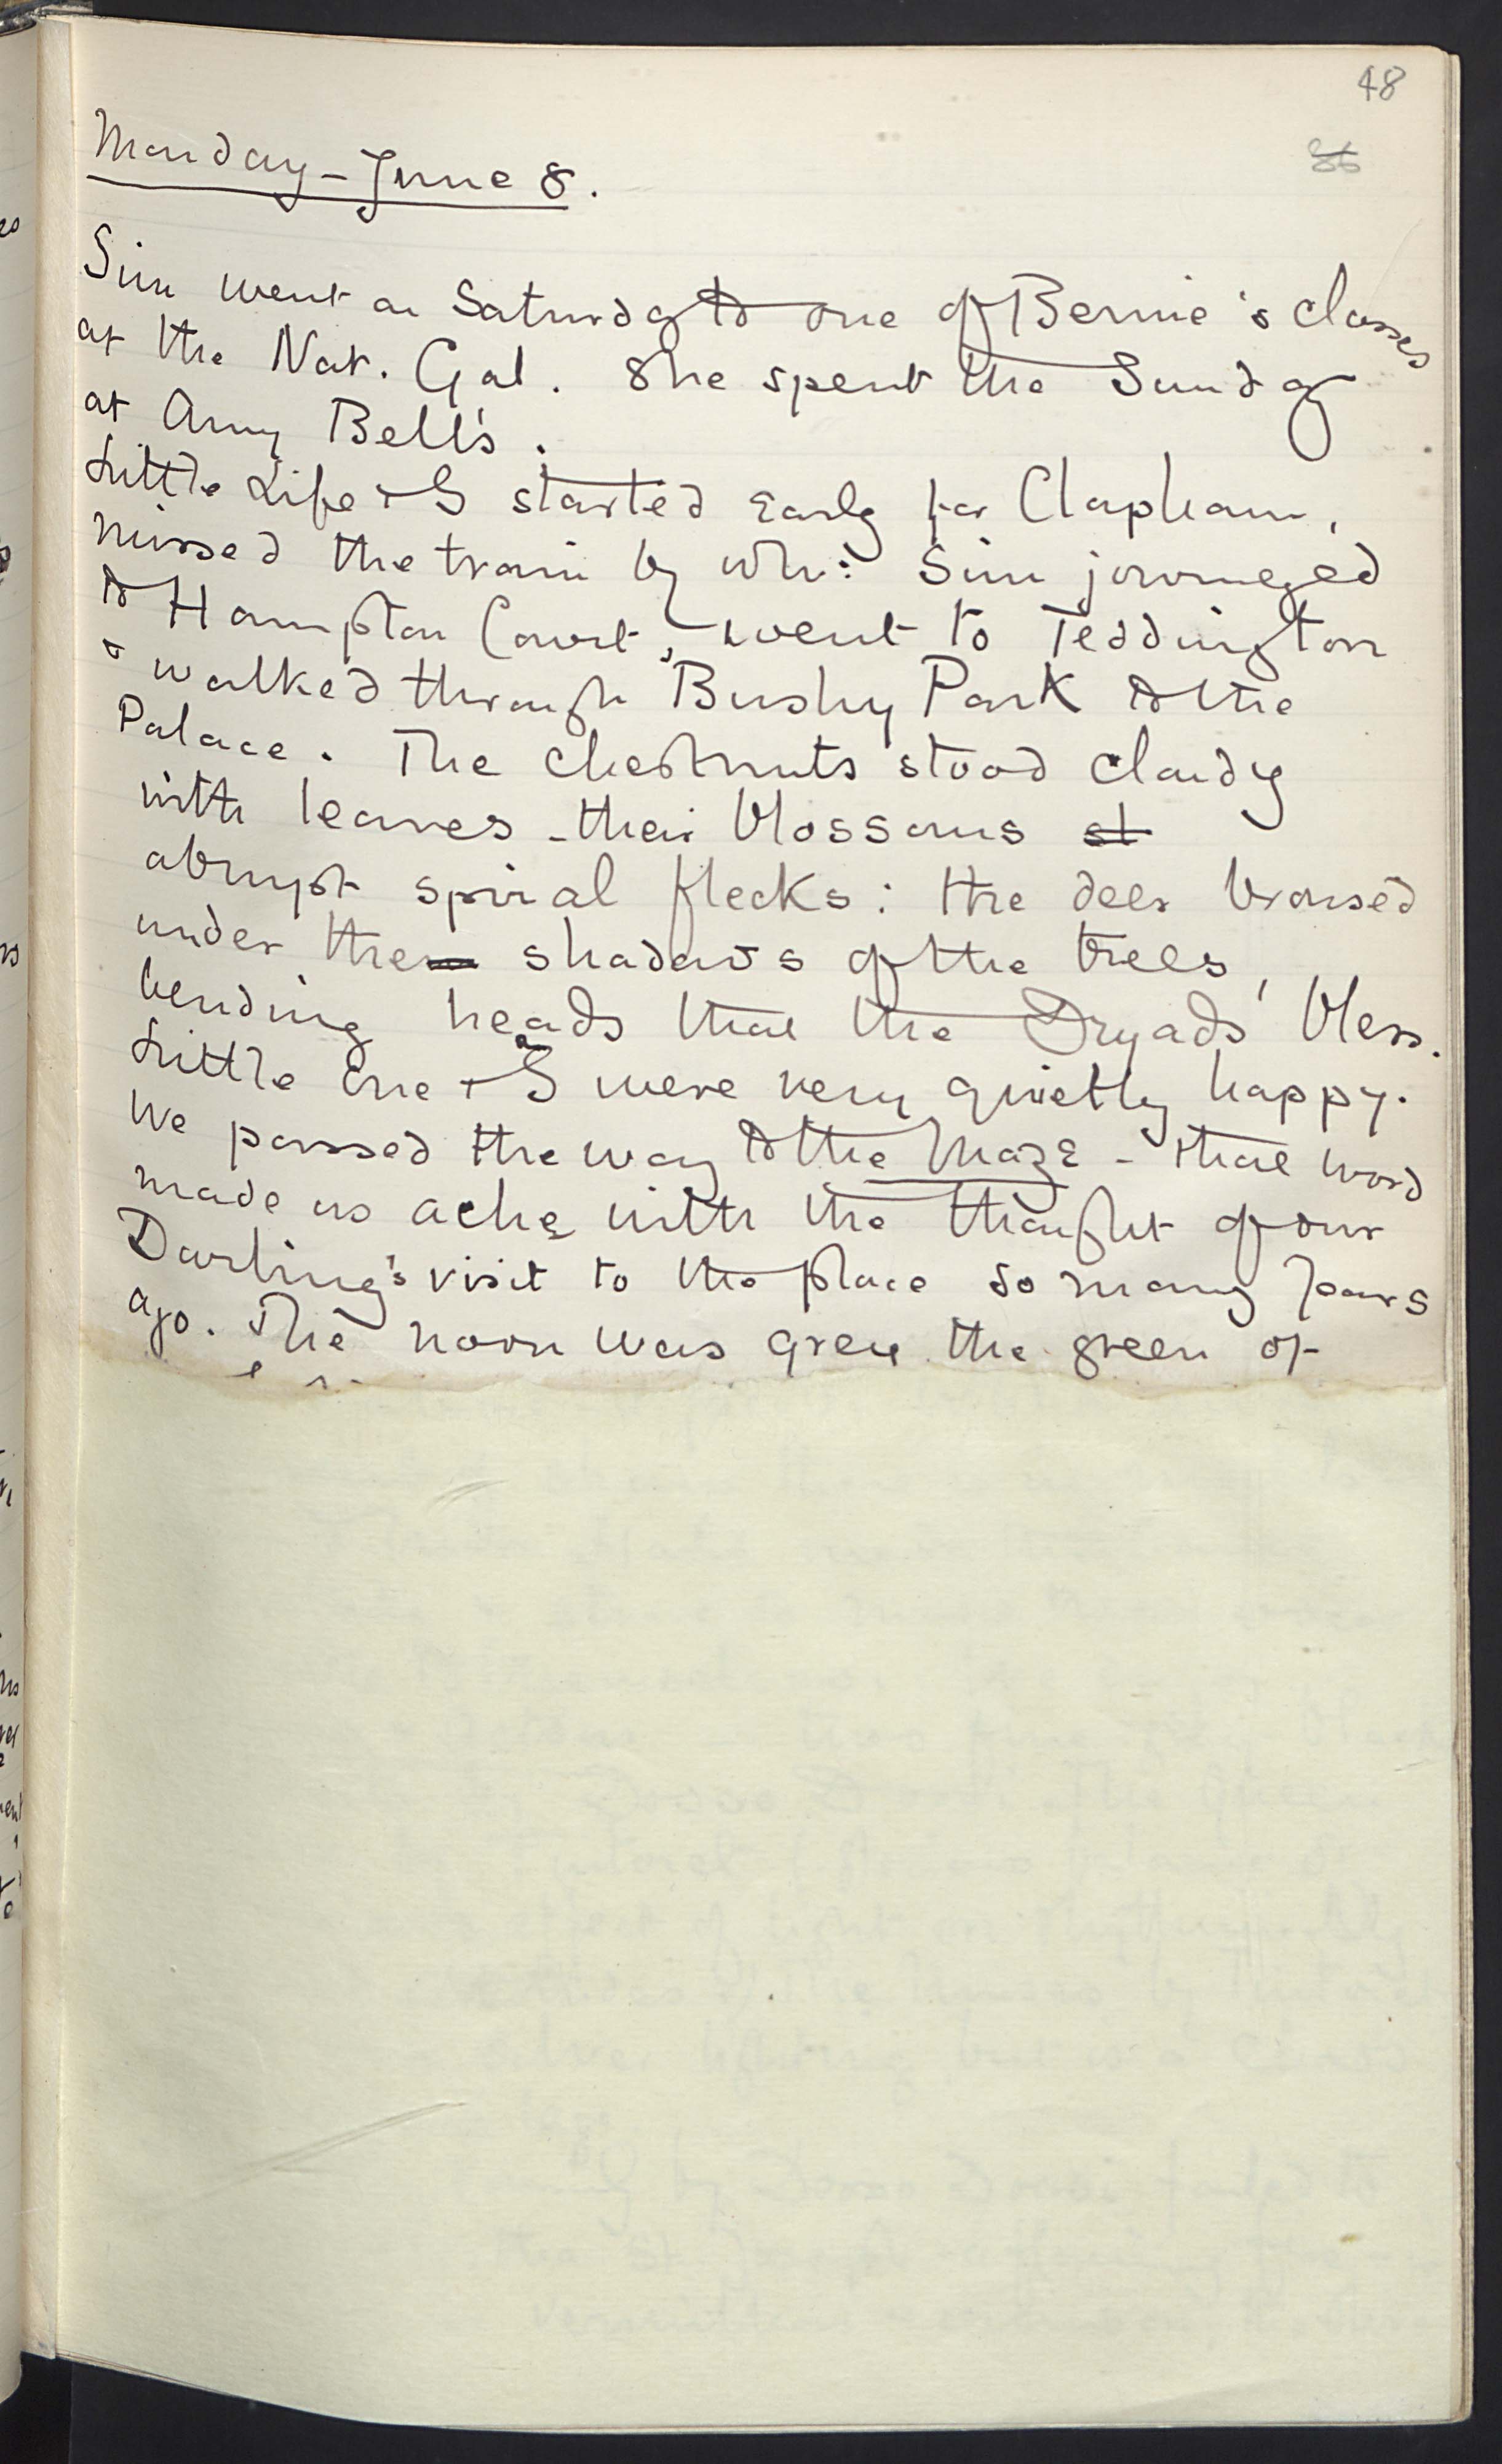 48
Monday – June 8.
Sim went on Saturday to one of Bernie's classes
at the Nat. Gal. She spent the Sunday
at Amy Bell's.
Little Life & I started early for Clapham,
missed the train by wh: Sim journeyed
to Hampton Court, went to Teddington
& walked through Bushy Park to the
Palace. The chestnuts stood cloudy
with leaves – their blossoms st
abrupt spiral flecks: the deer browsed
under the shadows of the trees,
bending heads that the Dryads bless.
Little One & I were very quietly happy.
We passed the way to the Maze – that word
made us ache with the thought of our
Darling's visit to the place so many years
ago. The noon was grey the green of